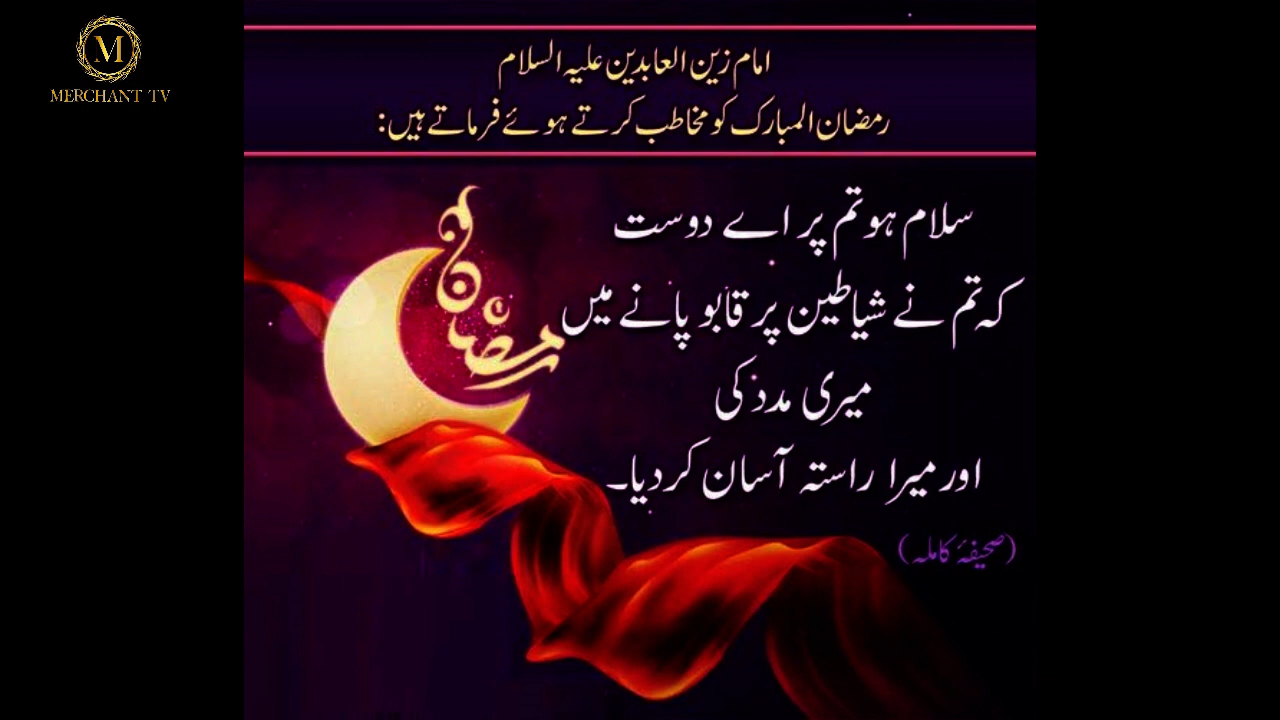 M
MERCHANT TV
امام زین العابدین علیہ السلام
رمضان المبارک کو مخاطب کرتے ہوئے فرماتے ہیں:
سلام ہو تم پر اے دوست
کہ تم نے شیاطین پر قابو پانے میں
میری مدد کی
اور میرا راستہ آسان کردیا۔
(صحیفۂ کاملہ)
رمضان